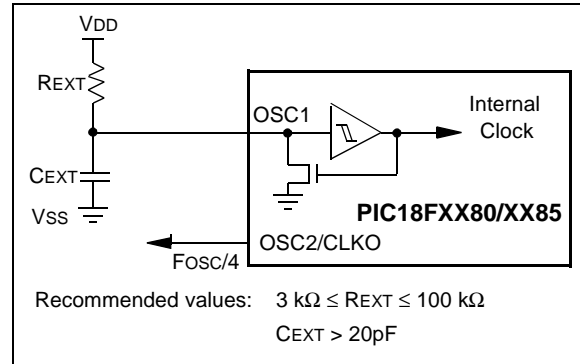 VDD
REXT
OSC1
Internal
Clock
CEXT
PIC18FXX80/XX85
VSS
OSC2/CLKO
FOSC/4
Recommended values: 3 kΩ ≤ REXT ≤ 100 kΩ
CEXT > 20pF